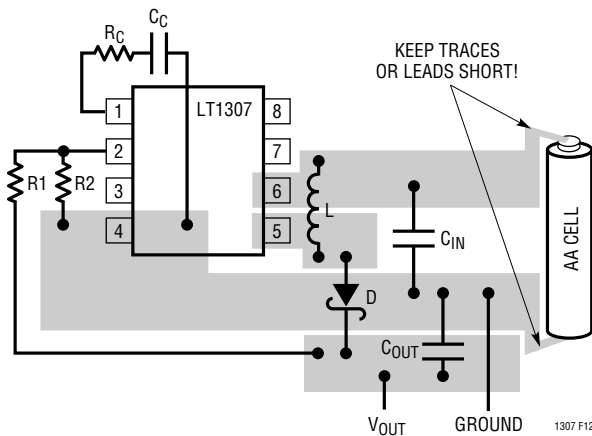 CC
RC
KEEP TRACES
OR LEADS SHORT!
LT1307
1
8
2
7
R1
R2
3
6
L
4
5
CIN
AA CELL
D
COUT
VOUT
GROUND
1307 F12